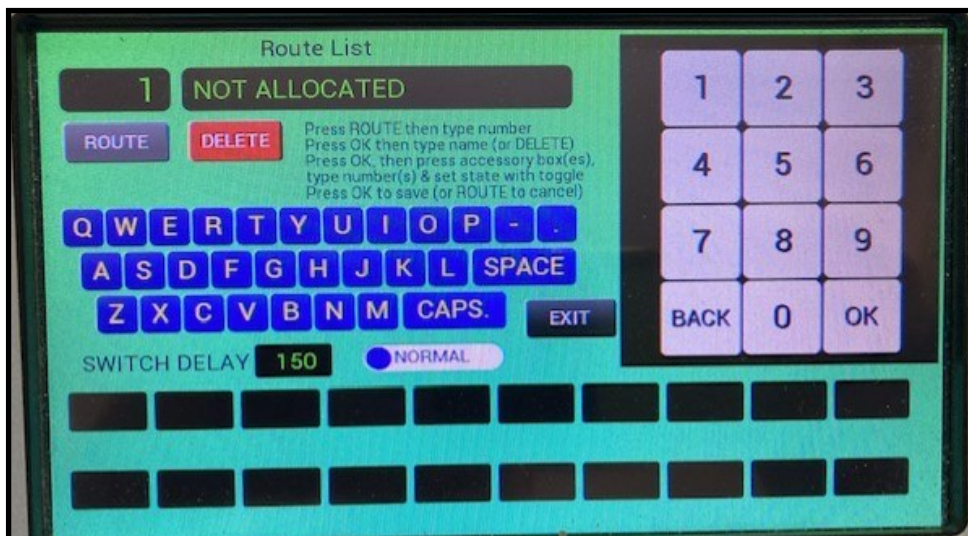 Route List
1 NOT ALLOCATED
ROUTE DELETE
Press ROUTE then type number
Press OK then type name (or DELETE)
Press OK, then press accessory box(es),
type number(s) & set state with toggle
Press OK to save (or ROUTE to cancel)
Q W E R T Y U I O P - .
A S D F G H J K L SPACE
Z X C V B N M CAPS.
EXIT
SWITCH DELAY 150 NORMAL
1 2 3
4 5 6
7 8 9
BACK 0 OK